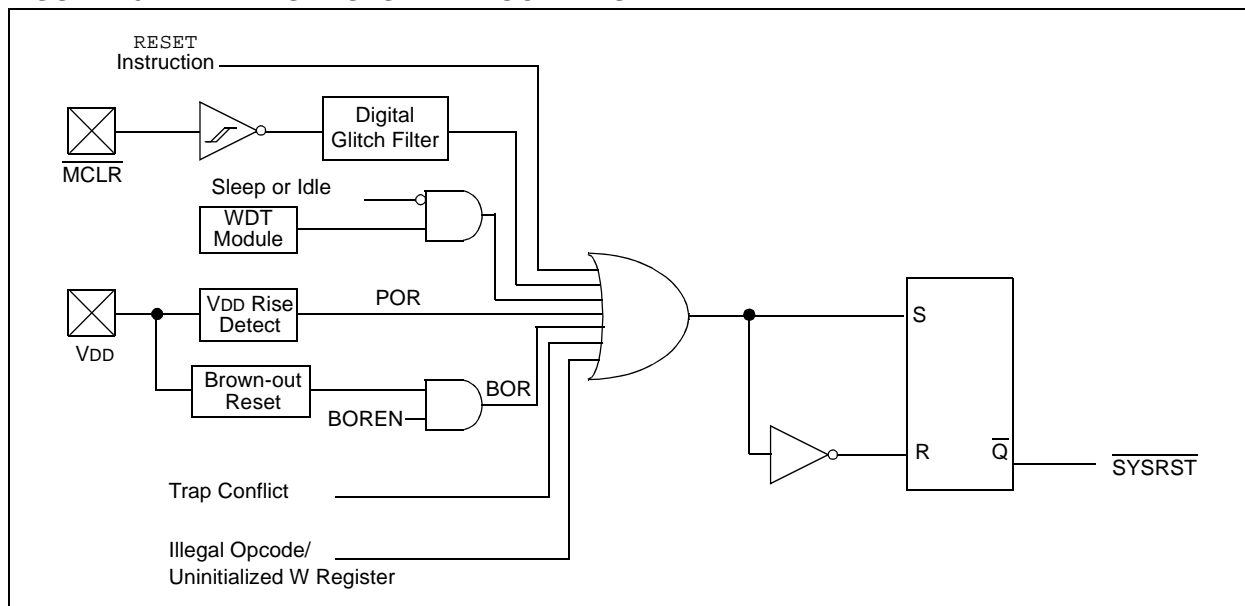 RESET
Instruction
Digital
Glitch Filter
MCLR
Sleep or Idle
WDT
Module
VDD Rise
Detect
POR
VDD
Brown-out
Reset
BOR
BOREN
Trap Conflict
Illegal Opcode/
Uninitialized W Register
S
R
Q
SYSRST